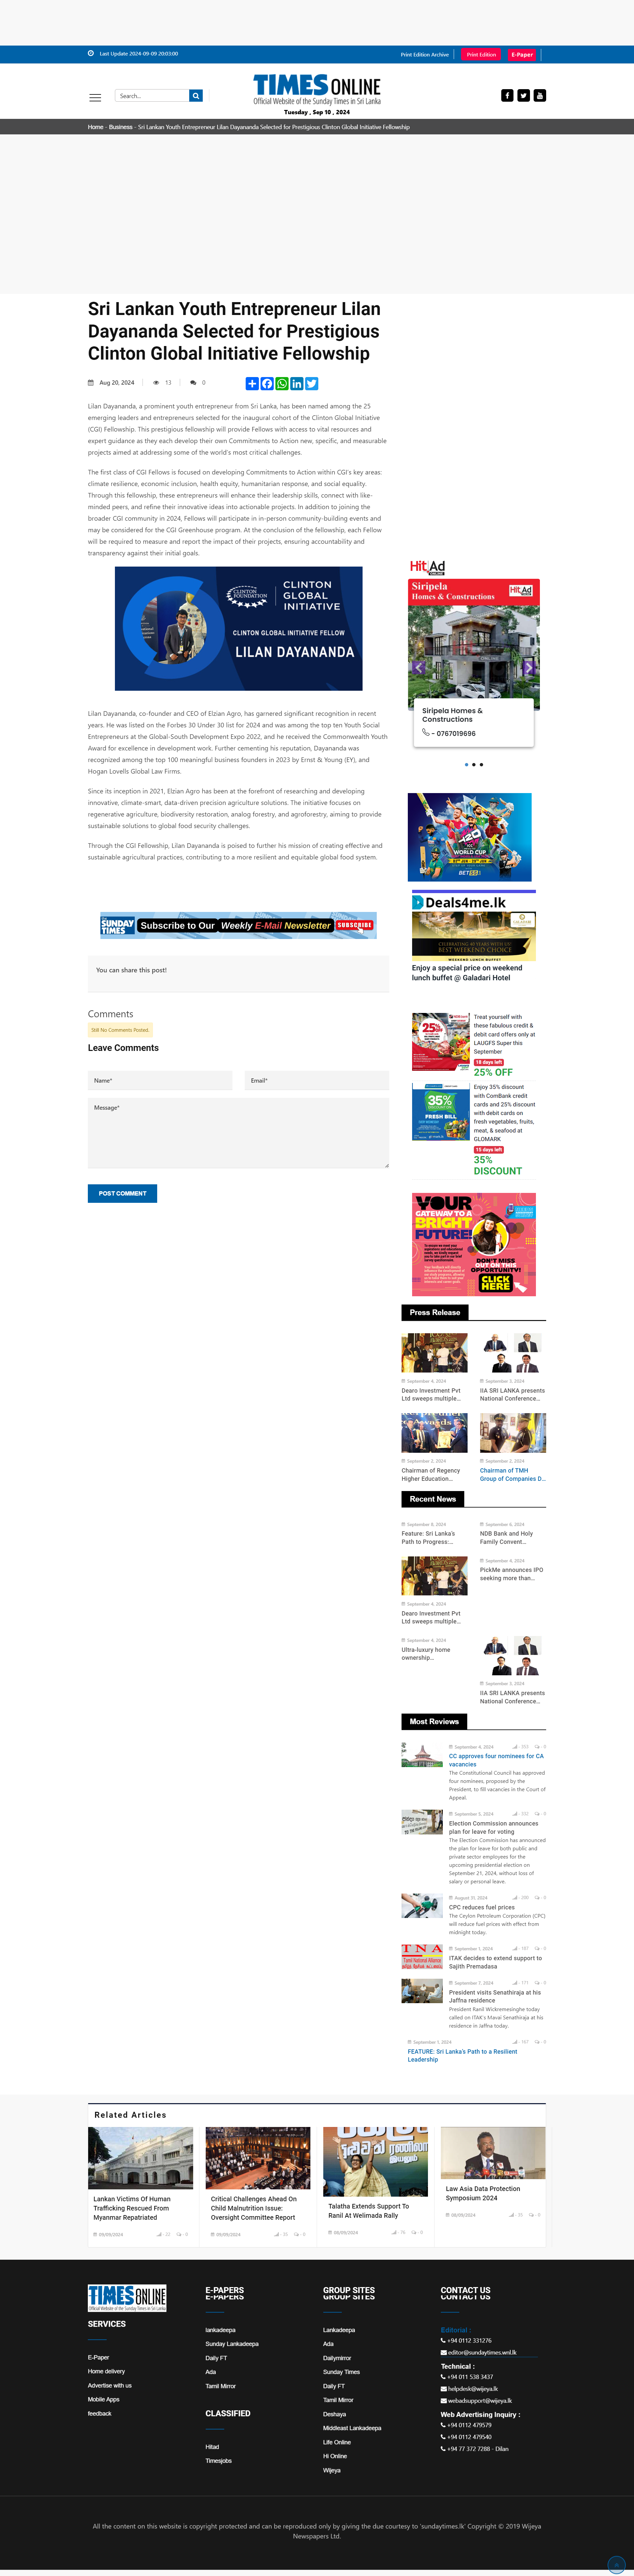 Last Update 2024-09-09 20:03:00
Print Edition Archive
Print Edition
E-Paper
Search...
TIMES ONLINE
Official Website of the Sunday Times in Sri Lanka
Tuesday , Sep 10 , 2024
Home - Business - Sri Lankan Youth Entrepreneur Lilan Dayananda Selected for Prestigious Clinton Global Initiative Fellowship
Sri Lankan Youth Entrepreneur Lilan
Dayananda Selected for Prestigious
Clinton Global Initiative Fellowship
Aug 20, 2024
13
0
Lilan Dayananda, a prominent youth entrepreneur from Sri Lanka, has been named among the 25
emerging leaders and entrepreneurs selected for the inaugural cohort of the Clinton Global Initiative
(CGI) Fellowship. This prestigious fellowship will provide Fellows with access to vital resources and
expert guidance as they each develop their own Commitments to Action new, specific, and measurable
projects aimed at addressing some of the world's most critical challenges.
The first class of CGI Fellows is focused on developing Commitments to Action within CGI's key areas:
climate resilience, economic inclusion, health equity, humanitarian response, and social equality.
Through this fellowship, these entrepreneurs will enhance their leadership skills, connect with like-
minded peers, and refine their innovative ideas into actionable projects. In addition to joining the
broader CGI community in 2024, Fellows will participate in in-person community-building events and
may be considered for the CGI Greenhouse program. At the conclusion of the fellowship, each Fellow
will be required to measure and report the impact of their projects, ensuring accountability and
transparency against their initial goals.
CLINTON
FOUNDATION
CLINTON
GLOBAL
INITIATIVE
CLINTON GLOBAL INITIATIVE FELLOW
LILAN DAYANANDA
Lilan Dayananda, co-founder and CEO of Elzian Agro, has garnered significant recognition in recent
years. He was listed on the Forbes 30 Under 30 list for 2024 and was among the top ten Youth Social
Entrepreneurs at the Global-South Development Expo 2022, and he received the Commonwealth Youth
Award for excellence in development work. Further cementing his reputation, Dayananda was
recognized among the top 100 meaningful business founders in 2023 by Ernst & Young (EY), and
Hogan Lovells Global Law Firms.
Since its inception in 2021, Elzian Agro has been at the forefront of researching and developing
innovative, climate-smart, data-driven precision agriculture solutions. The initiative focuses on
regenerative agriculture, biodiversity restoration, analog forestry, and agroforestry, aiming to provide
sustainable solutions to global food security challenges.
Through the CGI Fellowship, Lilan Dayananda is poised to further his mission of creating effective and
sustainable agricultural practices, contributing to a more resilient and equitable global food system.
SUNDAY
TIMES
Subscribe to Our Weekly E-Mail Newsletter
SUBSCRIBE
You can share this post!
Comments
Still No Comments Posted.
Leave Comments
Name*
Email*
Message*
POST COMMENT
HitAd
Siripela
Homes & Constructions
HitAd
Siripela Homes &
Constructions
- 0767019696
T20
WORLD CUP
BET
Deals4me.lk
CELEBRATING 40 YEARS WITH
BEST WEEKEND CHOICE
WEEKEND LUNCH BUFFET
Enjoy a special price on weekend
lunch buffet @ Galadari Hotel
25%
Treat yourself with
these fabulous credit &
debit card offers only at
LAUGFS Super this
September
10 days left
25% OFF
35%
FRESH BILL
Enjoy 35% discount
with ComBank credit
cards and 25% discount
with debit cards on
fresh vegetables, fruits,
meat, & seafood at
GLOMARK
15 days left
35%
DISCOUNT
YOUR
GATEWAY TO A
BRIGHT
FUTURE!
DON'T MISS
OUT ON THIS
OPPORTUNITY!
CLICK
HERE
Press Release
September 4, 2024
Dearo Investment Pvt
Ltd sweeps multiple...
September 3, 2024
IIA SRI LANKA presents
National Conference...
Awards
September 2, 2024
Chairman of Regency
Higher Education...
September 2, 2024
Chairman of TMH
Group of Companies D...
Recent News
September 8, 2024
Feature: Sri Lanka's
Path to Progress:...
September 6, 2024
NDB Bank and Holy
Family Convent...
September 4, 2024
Dearo Investment Pvt
Ltd sweeps multiple...
September 4, 2024
PickMe announces IPO
seeking more than...
September 4, 2024
Ultra-luxury home
ownership...
September 3, 2024
IIA SRI LANKA presents
National Conference...
Most Reviews
September 4, 2024
CC approves four nominees for CA
vacancies
The Constitutional Council has approved
four nominees, proposed by the
President, to fill vacancies in the Court of
Appeal.
September 5, 2024
Election Commission announces
plan for leave for voting
The Election Commission has announced
the plan for leave for both public and
private sector employees for the
upcoming presidential election on
September 21, 2024, without loss of
salary or personal leave.
August 31, 2024
CPC reduces fuel prices
The Ceylon Petroleum Corporation (CPC)
will reduce fuel prices with effect from
midnight today.
TNA
Tamil National Alliance
September 1, 2024
ITAK decides to extend support to
Sajith Premadasa
September 7, 2024
President visits Senathiraja at his
Jaffna residence
President Ranil Wickremesinghe today
called on ITAK's Mavai Senathiraja at his
residence in Jaffna today.
September 1, 2024
FEATURE: Sri Lanka's Path to a Resilient
Leadership
Related Articles
Lankan Victims Of Human
Trafficking Rescued From
Myanmar Repatriated
09/09/2024
Critical Challenges Ahead On
Child Malnutrition Issue:
Oversight Committee Report
09/09/2024
Talatha Extends Support To
Ranil At Welimada Rally
09/09/2024
Law Asia Data Protection
Symposium 2024
09/09/2024
TIMES ONLINE
Official Website of the Sunday Times in Sri Lanka
SERVICES
E-Paper
Home delivery
Advertise with us
Mobile Apps
feedback
E-PAPERS
lankadeepa
Sunday Lankadeepa
Daily FT
Ada
Tamil Mirror
CLASSIFIED
Hitad
Timesjobs
GROUP SITES
Lankadeepa
Ada
Dailymirror
Sunday Times
Daily FT
Tamil Mirror
Deshaya
Middleast Lankadeepa
Life Online
Hi Online
Wijeya
CONTACT US
Editorial :
+94 0112 331276
editor@sundaytimes.wnl.lk
Technical :
+94 011 538 3437
helpdesk@wijeya.lk
webadsupport@wijeya.lk
Web Advertising Inquiry :
+94 0112 479579
+94 0112 479540
+94 77 372 7288 - Dilan
All the content on this website is copyright protected and can be reproduced only by giving the due courtesy to 'sundaytimes.lk' Copyright © 2019 Wijeya
Newspapers Ltd.